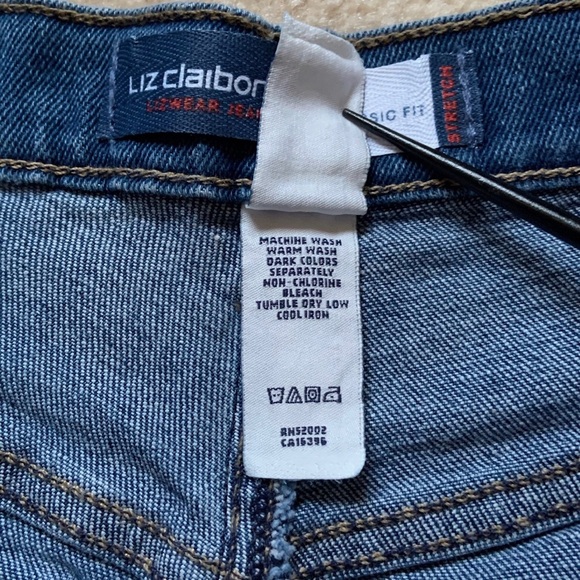 LIZ claibor
LIZWEAR JEA
SIC FIT
STRETCH
MACHINE WASH
WARM WASH
DARK COLORS
SEPARATELY
NON-CHLORINE
BLEACH
TUMBLE DRY LOW
COOL IRON
RN52002
CA16396